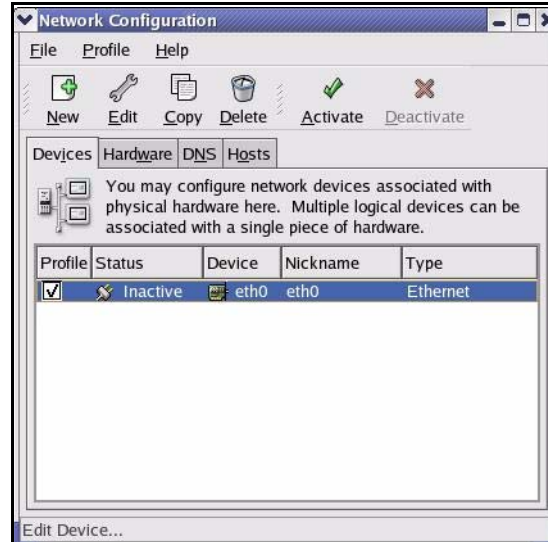 Network Configuration
File Profile Help
New Edit Copy Delete Activate Deactivate
Devices Hardware DNS Hosts
You may configure network devices associated with
physical hardware here. Multiple logical devices can be
associated with a single piece of hardware.
Profile Status Device Nickname Type
Inactive eth0 eth0 Ethernet
Edit Device...